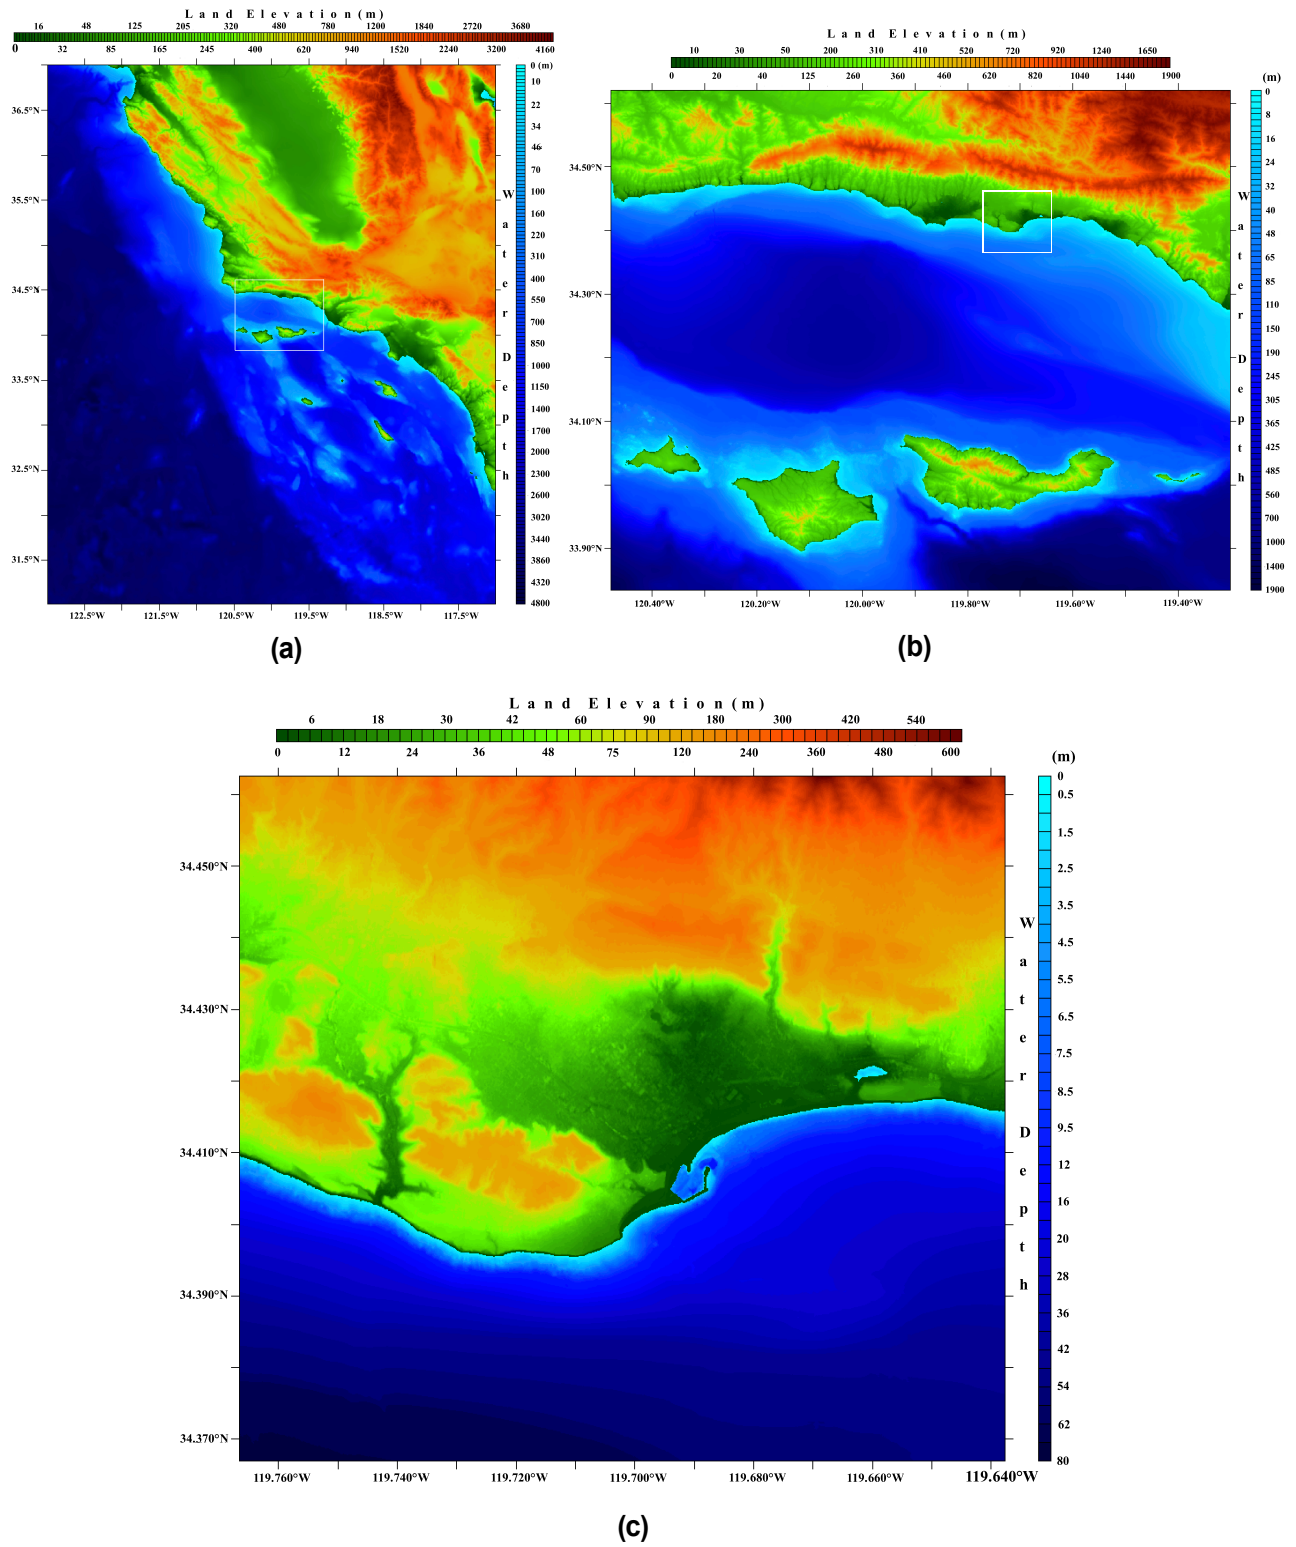 Land Elevation(m)
16 48 125 205 320 480 780 1200 1840 2720 3680
0 32 85 165 245 400 640 940 1520 2240 3200 4160
36.5°N
35.5°N
34.5°N
33.5°N
32.5°N
31.5°N
122.5°W 121.5°W 120.5°W 119.5°W 118.5°W 117.5°W
Water Depth
0 (m)
10
22
34
46
70
100
160
220
310
400
550
700
850
1000
1150
1400
1700
2000
2300
2600
3020
3440
3860
4320
4800
(a)
Land Elevation(m)
150 10 30 50 200 310 410 520 720 920 1240 1650
0 20 40 125 260 360 460 620 820 1040 1440 1900
34.50°N
34.30°N
34.10°N
33.90°N
120.40°W 120.20°W 120.00°W 119.80°W 119.60°W 119.40°W
Water Depth
(m)
0
8
16
24
32
40
48
65
85
110
150
190
245
305
365
425
485
560
700
1000
1400
1900
(b)
Land Elevation(m)
6 18 30 42 60 90 180 300 420 540
0 12 24 36 48 75 120 240 360 480 600
34.450°N
34.430°N
34.410°N
34.390°N
34.370°N
119.760°W 119.740°W 119.720°W 119.700°W 119.680°W 119.660°W 119.640°W
Water Depth
(m)
0
0.5
1.5
2.5
3.5
4.5
5.5
6.5
7.5
8.5
9.5
12
16
20
28
36
42
54
62
80
(c)